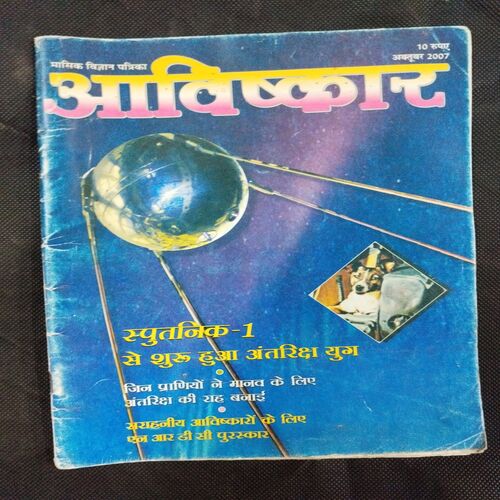 10 रुपए
मासिक विज्ञान पत्रिका
अक्तूबर 2007
आविष्कार
स्पुतनिक-1
से शुरू हुआ अंतरिक्ष युग
जिन प्राणियों ने मानव के लिए
अंतरिक्ष की राह बनाई
सराहनीय आविष्कारों के लिए
एन आर डी सी पुरस्कार